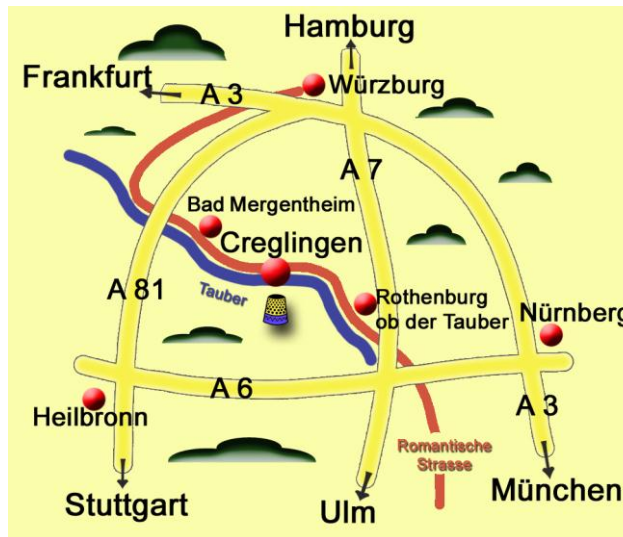 Hamburg
Frankfurt
A 3
Würzburg
A 7
Bad Mergentheim
Creglingen
A 81
Tauber
Rothenburg
ob der Tauber
Nürnberg
A 6
A 3
Heilbronn
Romantische
Strasse
Stuttgart
Ulm
München